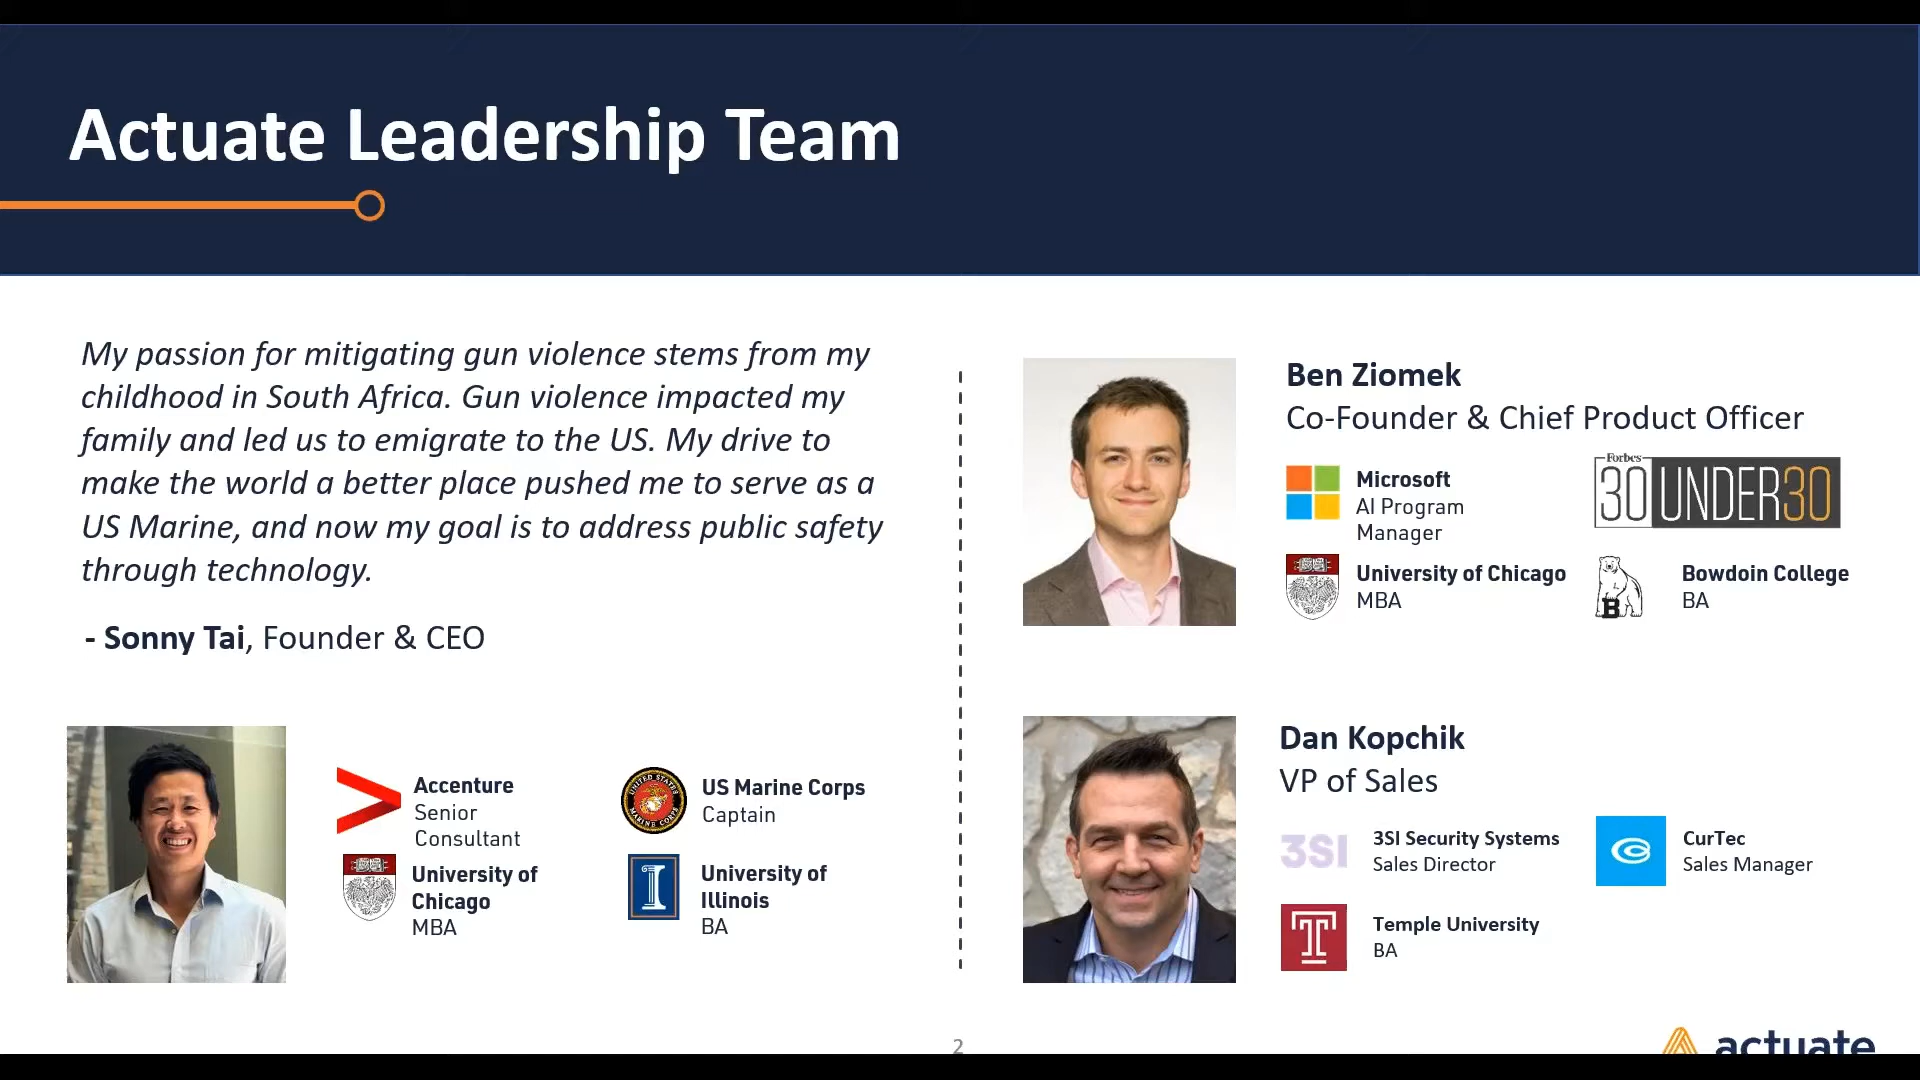 Actuate Leadership Team
My passion for mitigating gun violence stems from my
childhood in South Africa. Gun violence impacted my
family and led us to emigrate to the US. My drive to
make the world a better place pushed me to serve as a
US Marine, and now my goal is to address public safety
through technology.
- Sonny Tai, Founder & CEO
Accenture
Senior
Consultant
US Marine Corps
Captain
UNITED STATES
MARINE CORPS
University of
Chicago
MBA
University of
Illinois
BA
Ben Ziomek
Co-Founder & Chief Product Officer
Microsoft
AI Program
Manager
Forbes
30 UNDER 30
University of Chicago
MBA
B
Bowdoin College
BA
Dan Kopchik
VP of Sales
3SI
3SI Security Systems
Sales Director
CurTec
Sales Manager
T
Temple University
BA
2
actuate